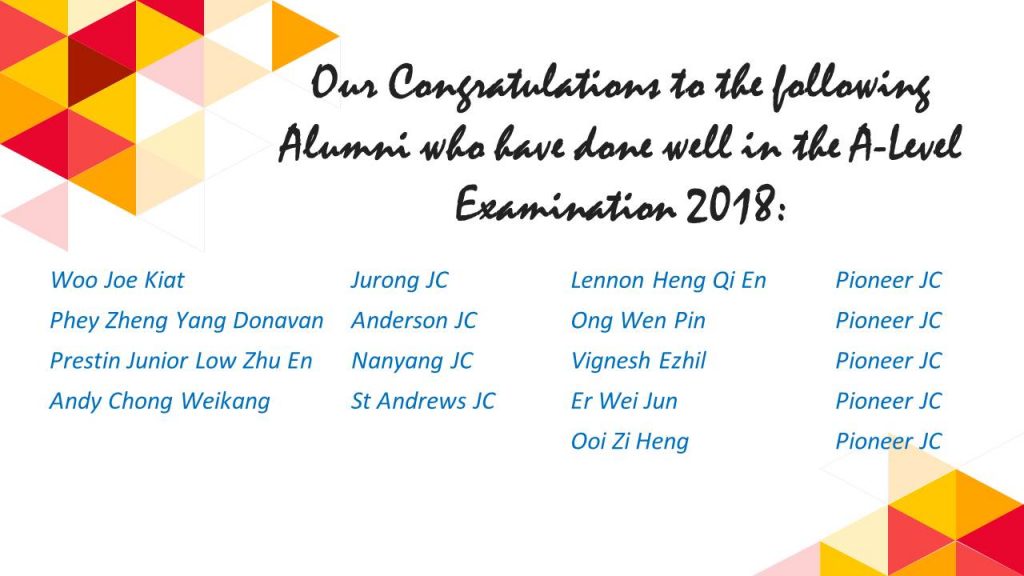 Our Congratulations to the following
Alumni who have done well in the A-Level
Examination 2018:
Woo Joe Kiat Jurong JC Lennon Heng Qi En Pioneer JC
Phey Zheng Yang Donavan Anderson JC Ong Wen Pin Pioneer JC
Prestin Junior Low Zhu En Nanyang JC Vignesh Ezhil Pioneer JC
Andy Chong Weikang St Andrews JC Er Wei Jun Pioneer JC
Ooi Zi Heng Pioneer JC